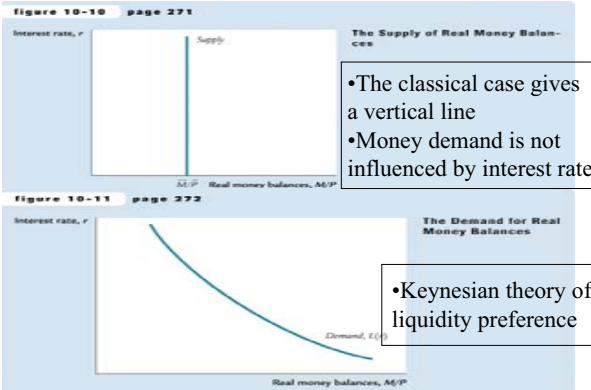 figure 10-10 page 271
Interest rate, r
Supply
The Supply of Real Money Balan-
ces
•The classical case gives
a vertical line
•Money demand is not
influenced by interest rate
M/P Real money balances, M/P
figure 10-11 page 272
Interest rate, r
The Demand for Real
Money Balances
•Keynesian theory of
liquidity preference
Demand, L(r)
Real money balances, M/P